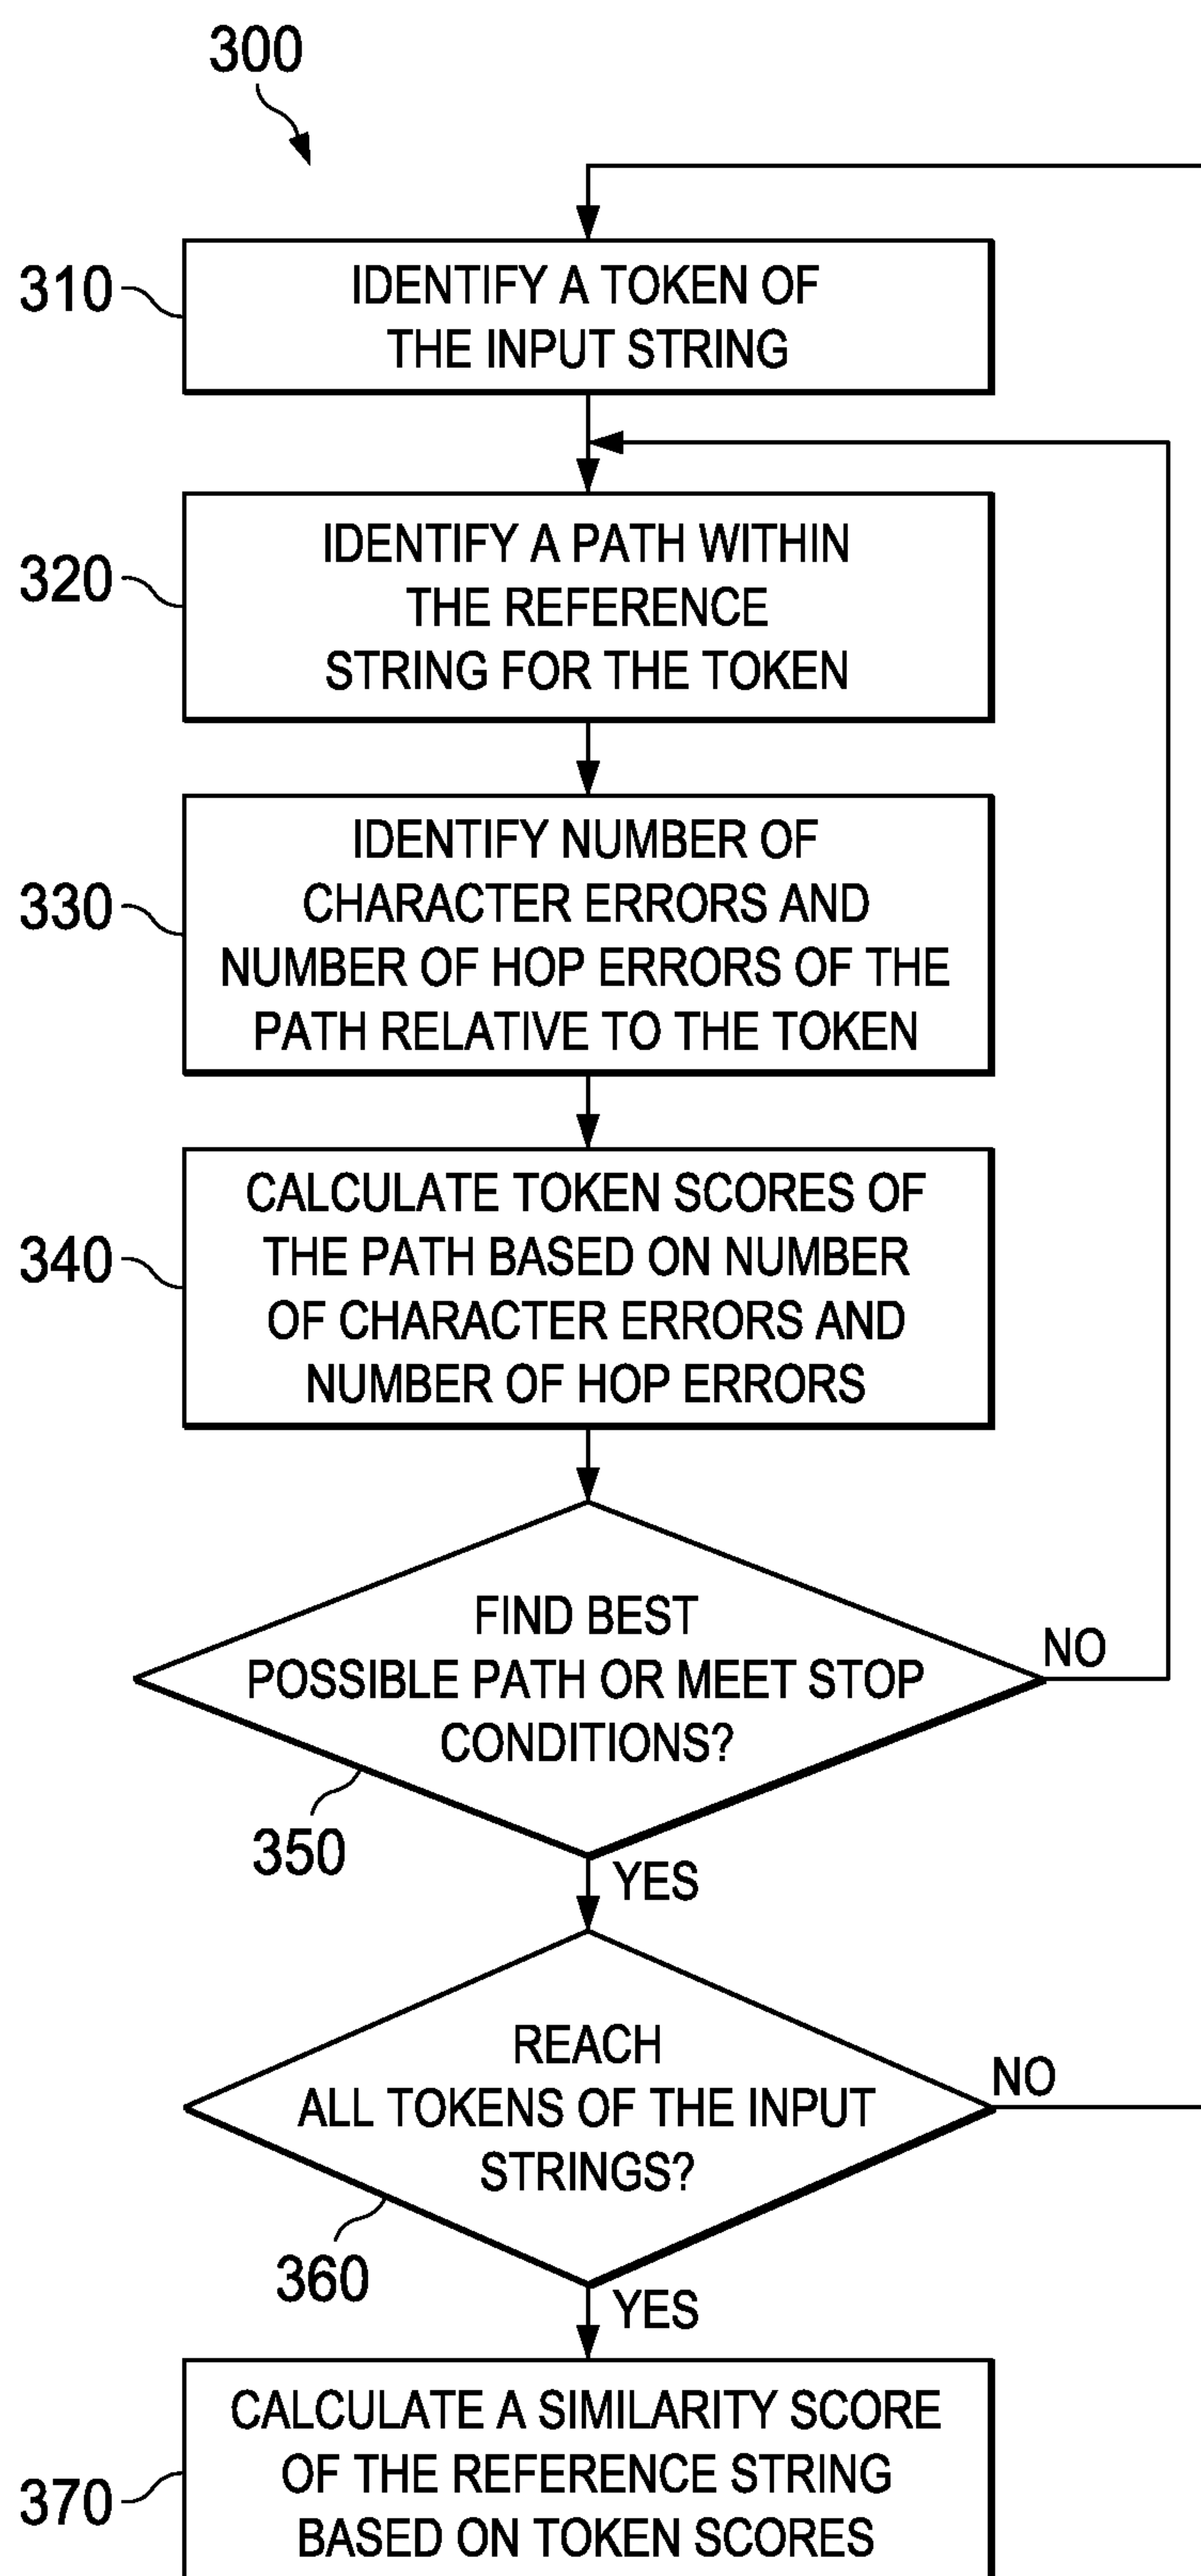 300
310
IDENTIFY A TOKEN OF
THE INPUT STRING
320
IDENTIFY A PATH WITHIN
THE REFERENCE
STRING FOR THE TOKEN
330
IDENTIFY NUMBER OF
CHARACTER ERRORS AND
NUMBER OF HOP ERRORS OF THE
PATH RELATIVE TO THE TOKEN
340
CALCULATE TOKEN SCORES OF
THE PATH BASED ON NUMBER
OF CHARACTER ERRORS AND
NUMBER OF HOP ERRORS
FIND BEST
POSSIBLE PATH OR MEET STOP
CONDITIONS?
NO
350
YES
REACH
ALL TOKENS OF THE INPUT
STRINGS?
NO
360
YES
370
CALCULATE A SIMILARITY SCORE
OF THE REFERENCE STRING
BASED ON TOKEN SCORES